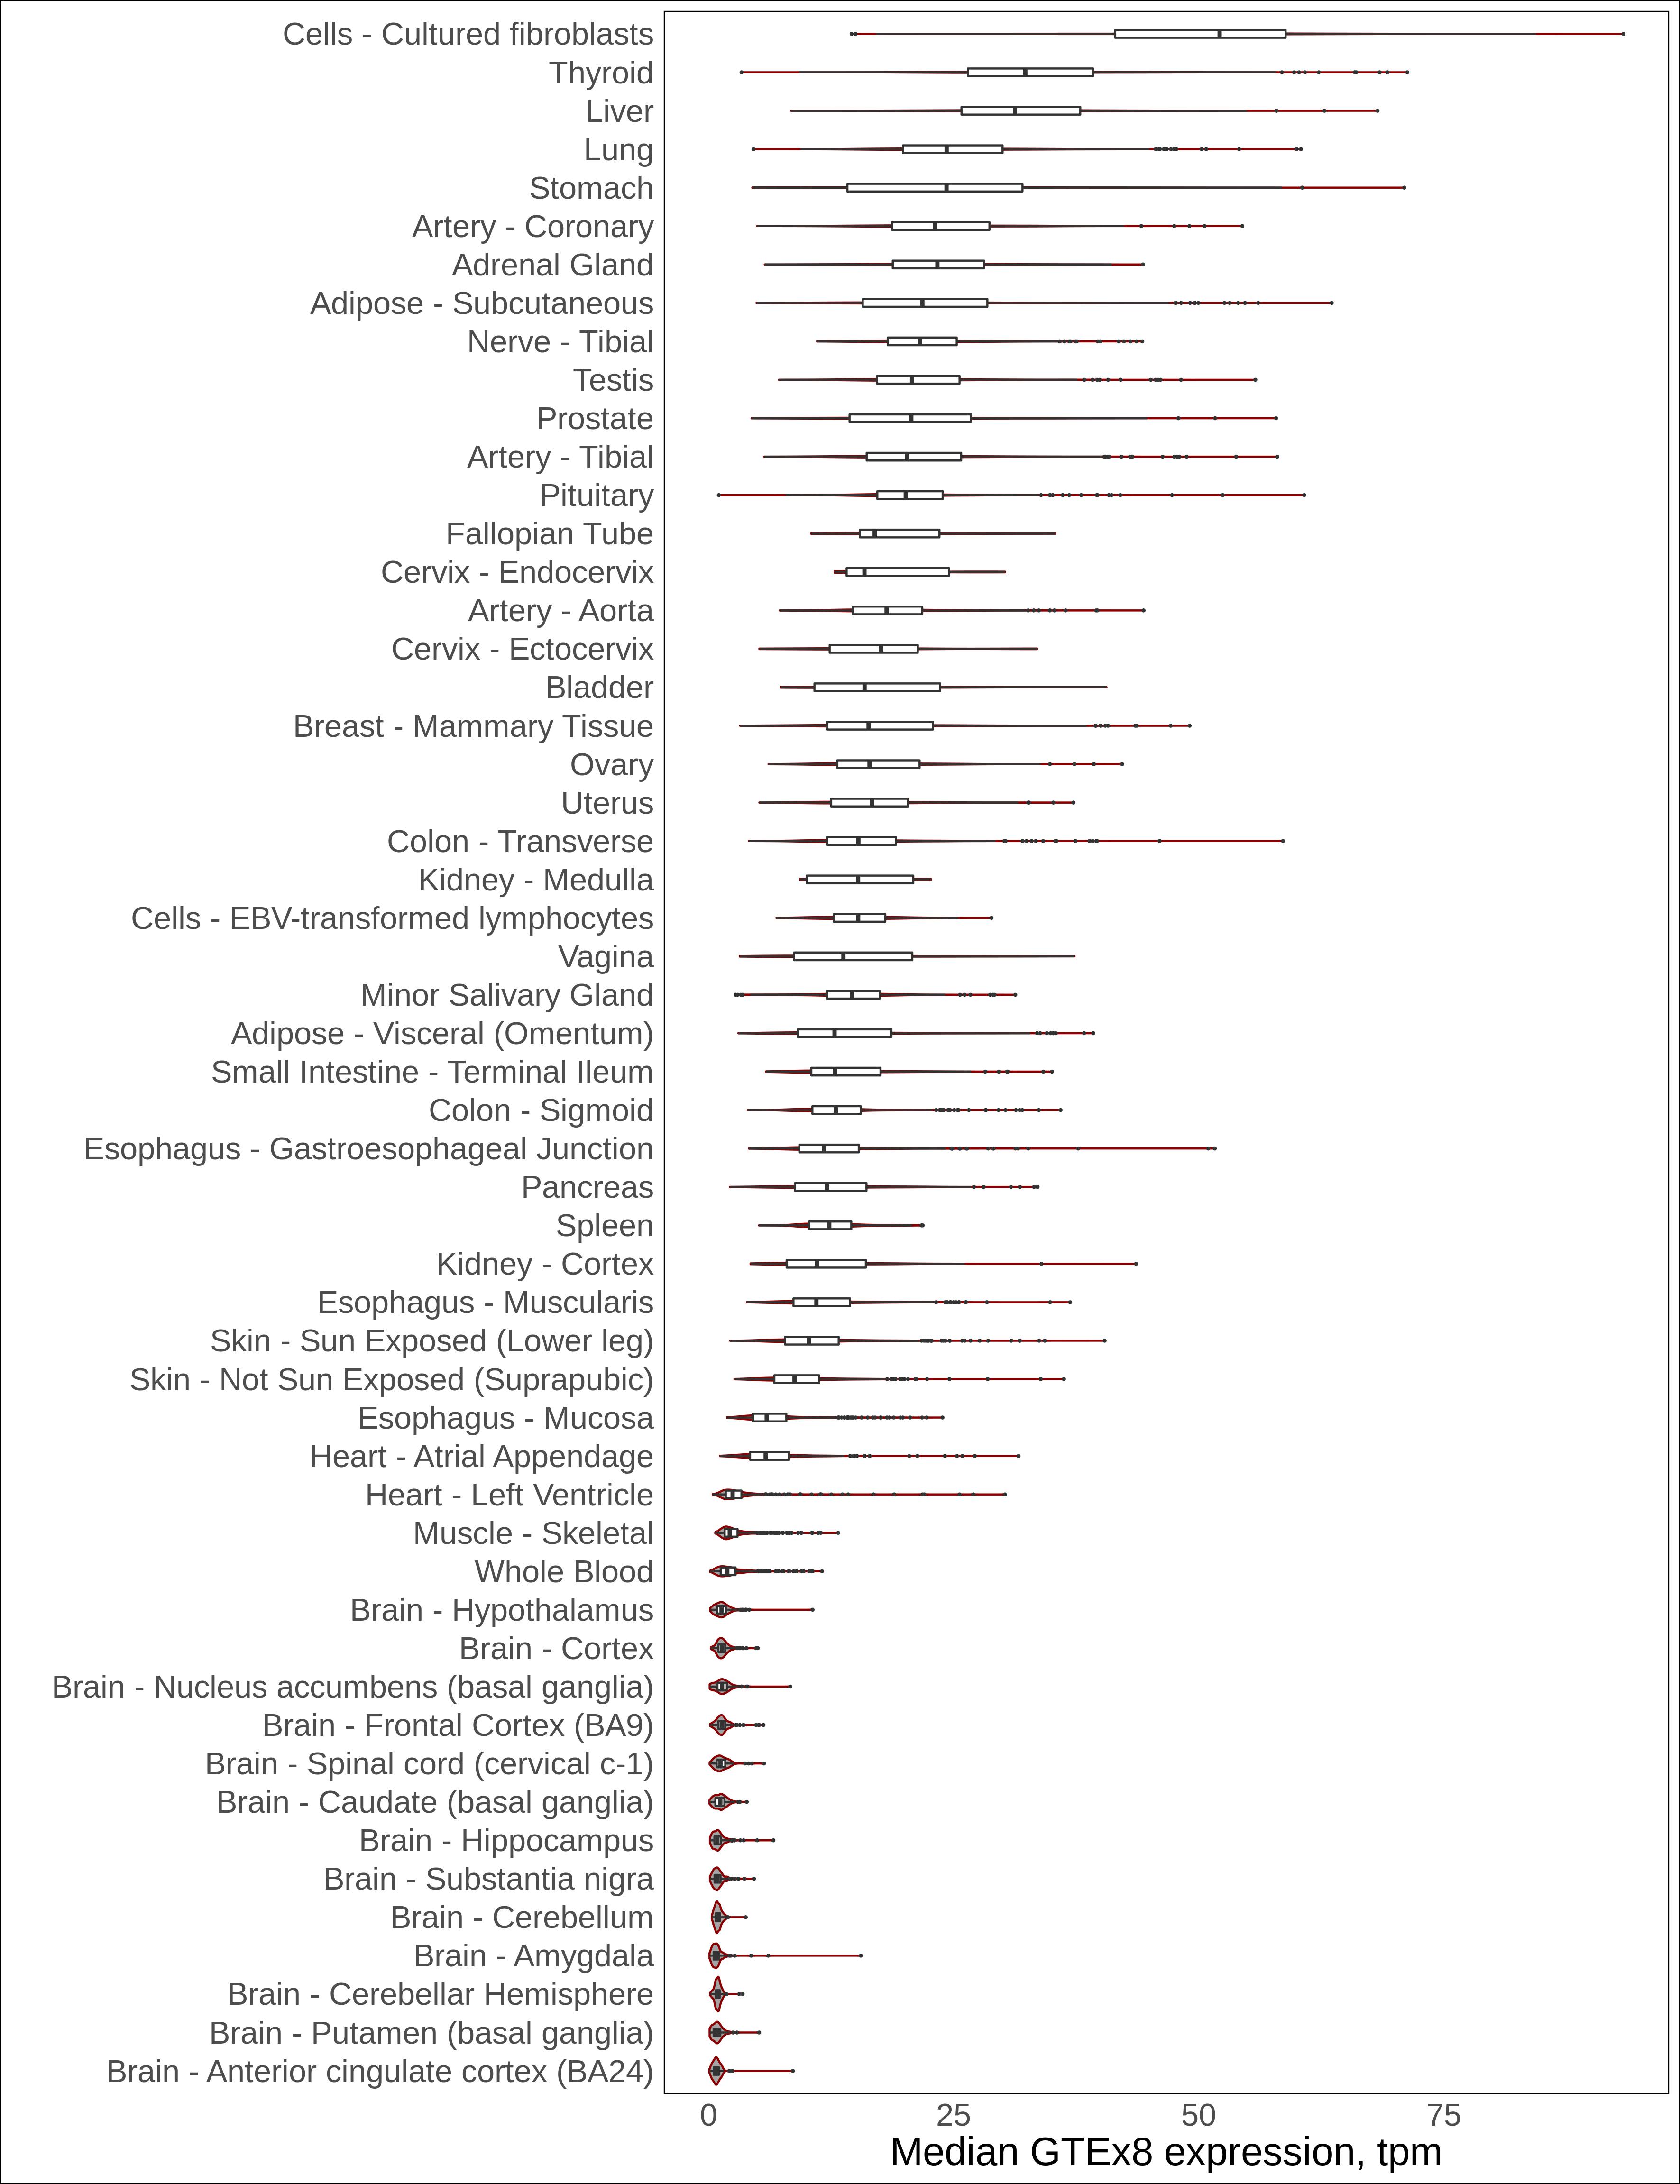 Cells - Cultured fibroblasts
Thyroid
Liver
Lung
Stomach
Artery - Coronary
Adrenal Gland
Adipose - Subcutaneous
Nerve - Tibial
Testis
Prostate
Artery - Tibial
Pituitary
Fallopian Tube
Cervix - Endocervix
Artery - Aorta
Cervix - Ectocervix
Bladder
Breast - Mammary Tissue
Ovary
Uterus
Colon - Transverse
Kidney - Medulla
Cells - EBV-transformed lymphocytes
Vagina
Minor Salivary Gland
Adipose - Visceral (Omentum)
Small Intestine - Terminal Ileum
Colon - Sigmoid
Esophagus - Gastroesophageal Junction
Pancreas
Spleen
Kidney - Cortex
Esophagus - Muscularis
Skin - Sun Exposed (Lower leg)
Skin - Not Sun Exposed (Suprapubic)
Esophagus - Mucosa
Heart - Atrial Appendage
Heart - Left Ventricle
Muscle - Skeletal
Whole Blood
Brain - Hypothalamus
Brain - Cortex
Brain - Nucleus accumbens (basal ganglia)
Brain - Frontal Cortex (BA9)
Brain - Spinal cord (cervical c-1)
Brain - Caudate (basal ganglia)
Brain - Hippocampus
Brain - Substantia nigra
Brain - Cerebellum
Brain - Amygdala
Brain - Cerebellar Hemisphere
Brain - Putamen (basal ganglia)
Brain - Anterior cingulate cortex (BA24)
0 25 50 75
Median GTEx8 expression, tpm